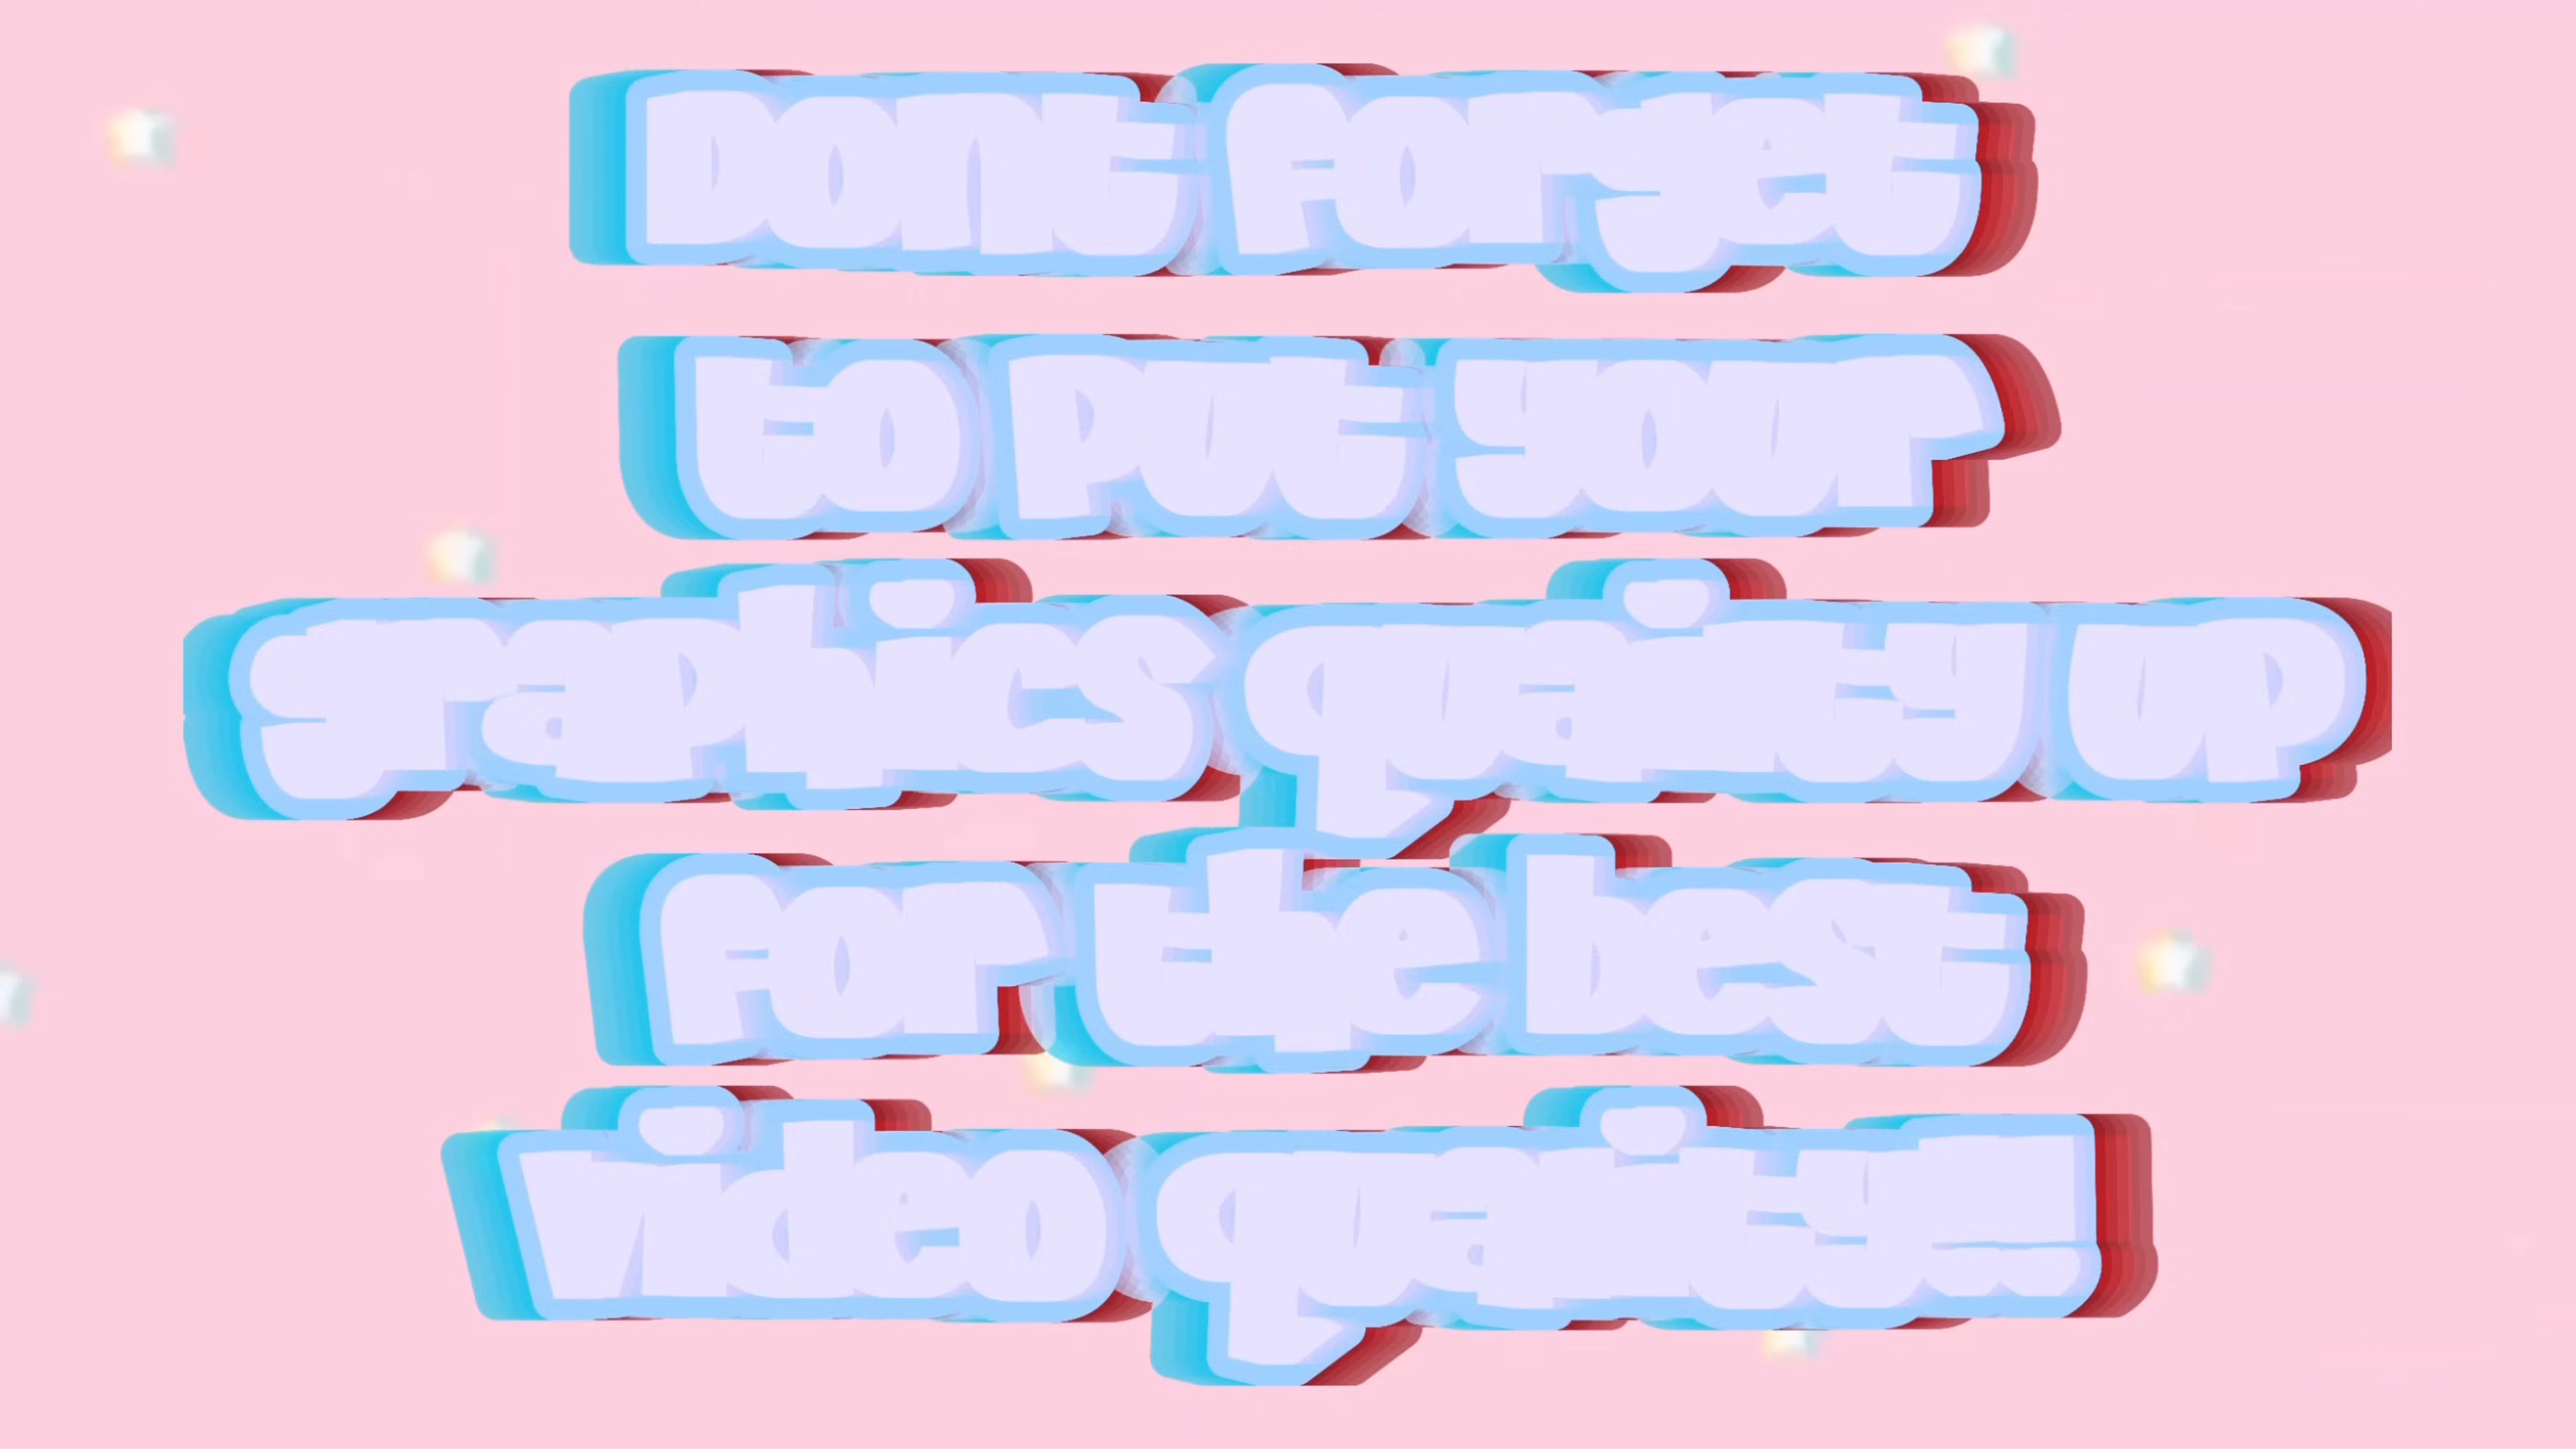 Dont forget
to put your
graphics quality up
for the best
video quality!!